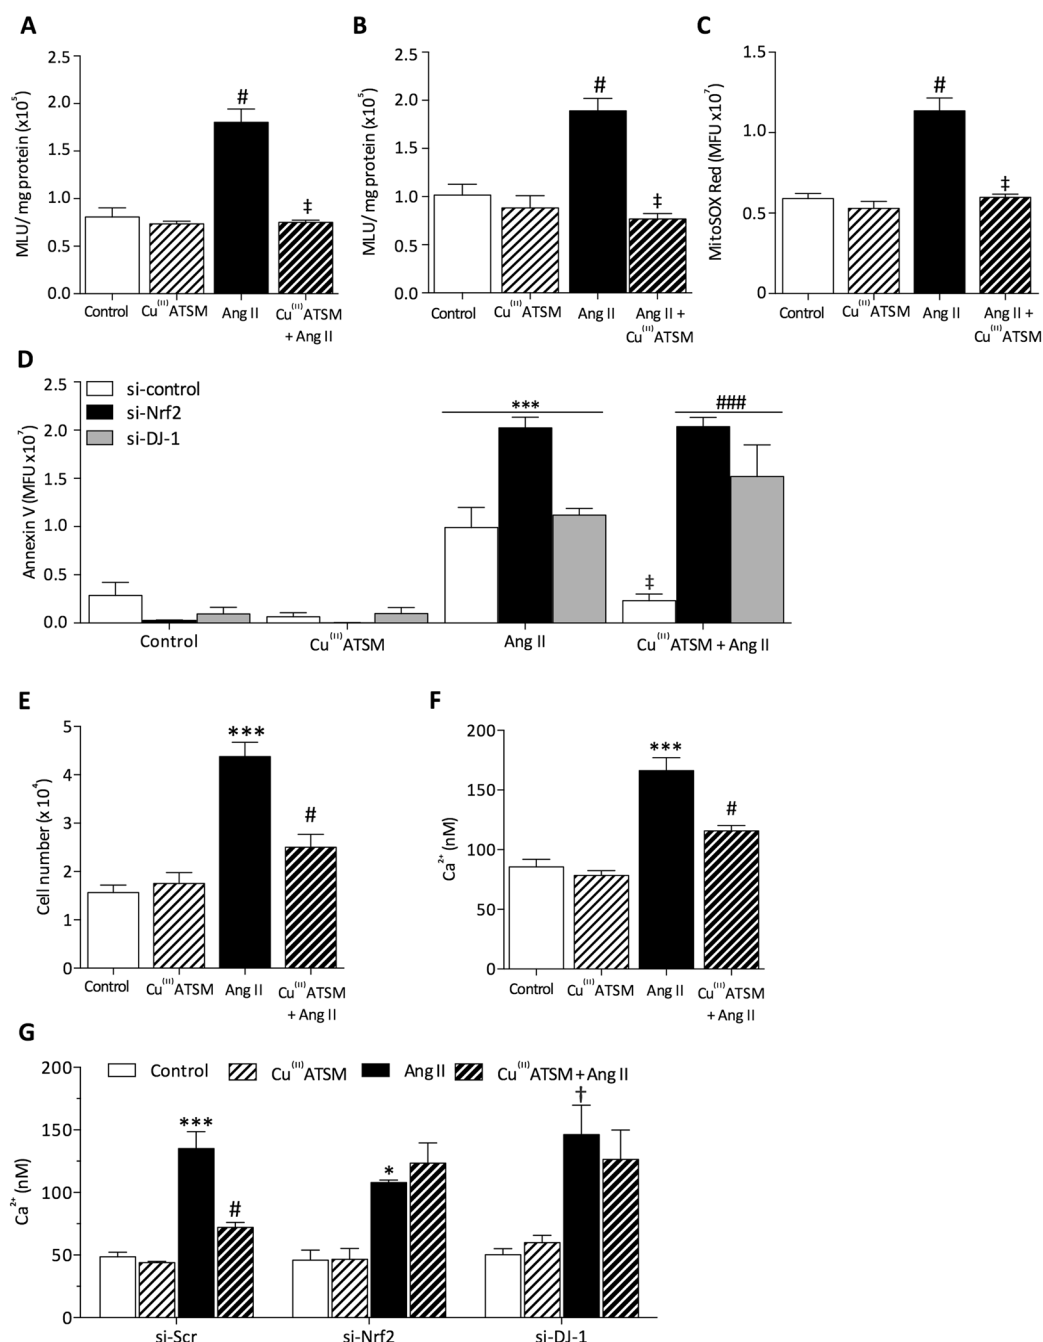 A
MLU/ mg protein (x10⁵)
2.5
2.0
1.5
1.0
0.5
0.0
#
‡
Control
Cu⁽ᴵᴵ⁾ATSM
Ang II
Cu⁽ᴵᴵ⁾ATSM
+ Ang II
B
MLU/ mg protein (x10⁵)
2.5
2.0
1.5
1.0
0.5
0.0
#
‡
Control
Cu⁽ᴵᴵ⁾ATSM
Ang II
Ang II +
Cu⁽ᴵᴵ⁾ATSM
C
MitoSOX Red (MFU x10⁷)
1.5
1.0
0.5
0
#
‡
Control
Cu⁽ᴵᴵ⁾ATSM
Ang II
Ang II +
Cu⁽ᴵᴵ⁾ATSM
D
Annexin V (MFU x10⁷)
2.5
2.0
1.5
1.0
0.5
0.0
si-control
si-Nrf2
si-DJ-1
***
‡
###
Control
Cu⁽ᴵᴵ⁾ATSM
Ang II
Cu⁽ᴵᴵ⁾ATSM + Ang II
E
Cell number (x 10⁴)
5
4
3
2
1
0
***
#
Control
Cu⁽ᴵᴵ⁾ATSM
Ang II
Cu⁽ᴵᴵ⁾ATSM
+ Ang II
F
Ca²⁺ (nM)
200
150
100
50
0
***
#
Control
Cu⁽ᴵᴵ⁾ATSM
Ang II
Cu⁽ᴵᴵ⁾ATSM
+ Ang II
G
Ca²⁺ (nM)
200
150
100
50
0
Control
Cu⁽ᴵᴵ⁾ATSM
Ang II
Cu⁽ᴵᴵ⁾ATSM + Ang II
***
#
*
†
si-Scr
si-Nrf2
si-DJ-1